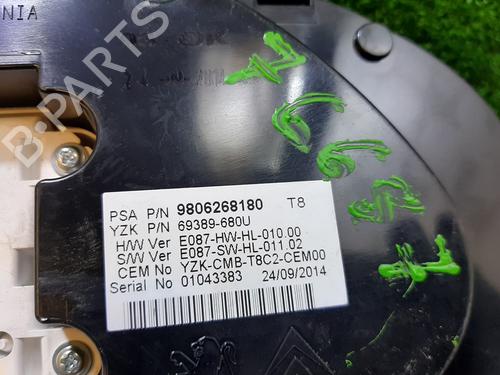 NIA
B-PARTS
PSA P/N 9806268180 T8
YZK P/N 69389-680U
H/W Ver E087-HW-HL-010.00
S/W Ver E087-SW-HL-011.02
CEM No YZK-CMB-T8C2-CEM00
Serial No 01043383 24/09/2014